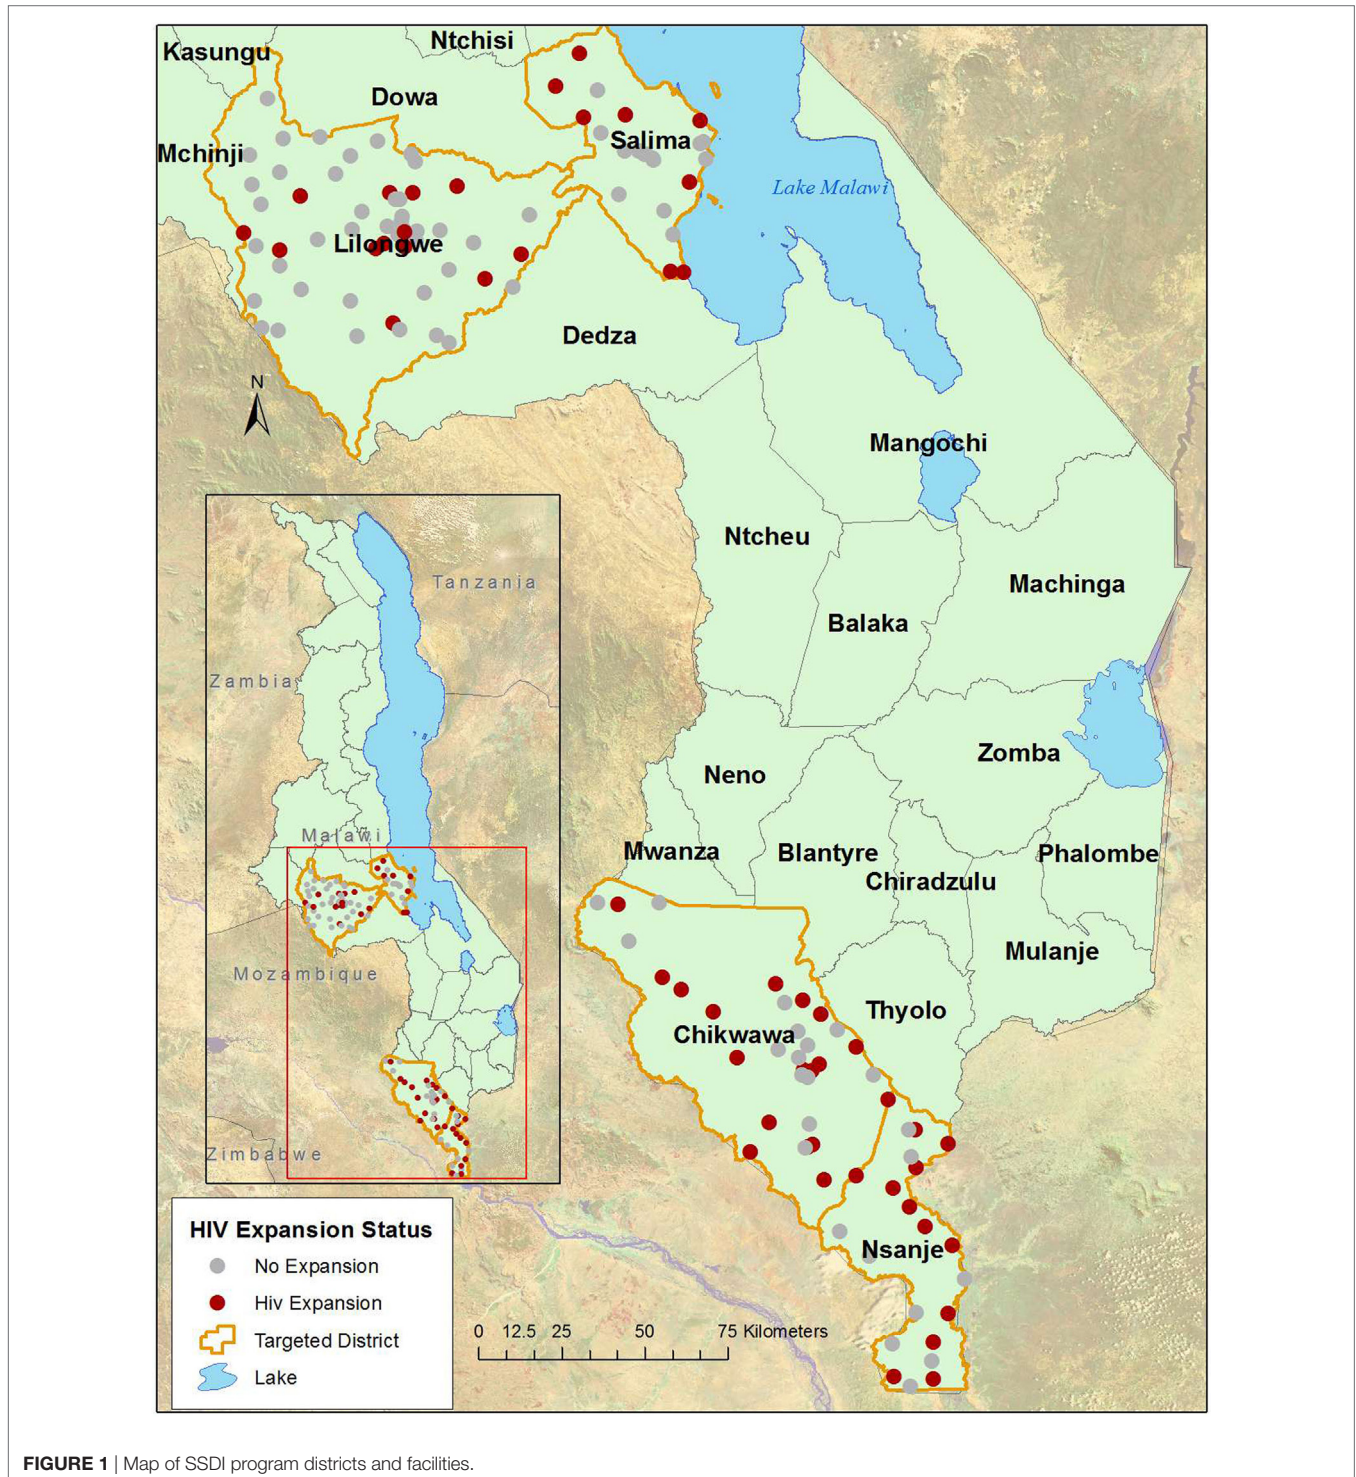 Kasungu
Ntchisi
Dowa
Mchinji
Salima
Lake Malawi
Lilongwe
Dedza
N
Mangochi
Ntcheu
Machinga
Balaka
Zomba
Neno
Mwanza
Blantyre
Phalombe
Chiradzulu
Mulanje
Thyolo
Chikwawa
Nsanje
Tanzania
Zambia
Malawi
Mozambique
Zimbabwe
HIV Expansion Status
No Expansion
Hiv Expansion
Targeted District
Lake
0 12.5 25 50 75 Kilometers
FIGURE 1 | Map of SSDI program districts and facilities.